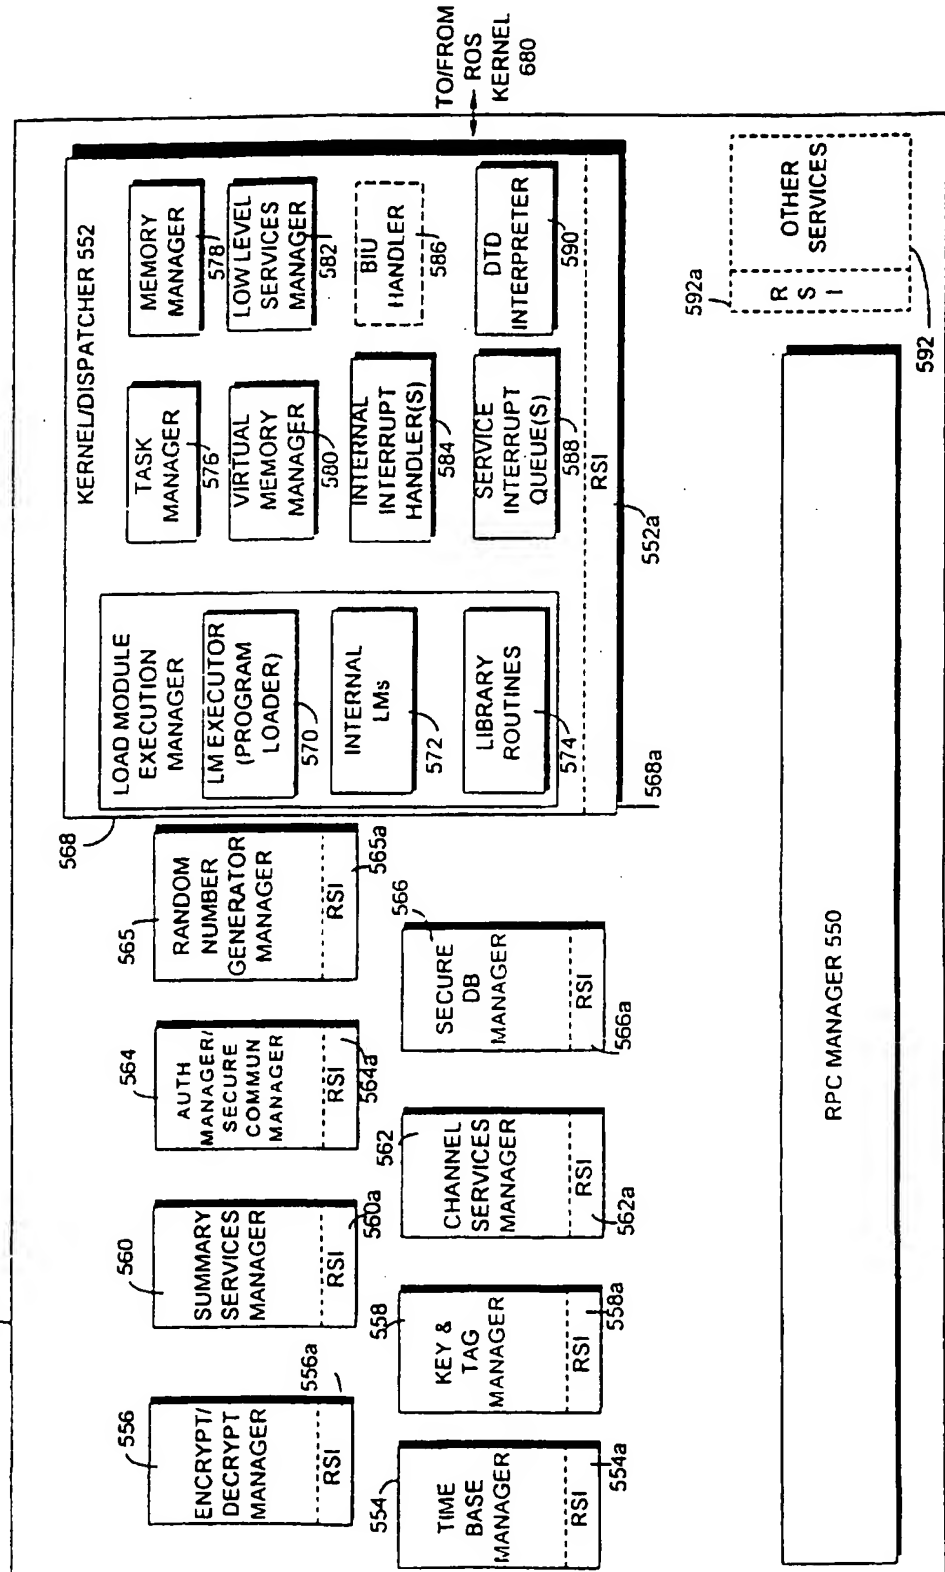 TO/FROM
ROS
KERNEL
680
KERNEL/DISPATCHER 552
LOAD MODULE
EXECUTION
MANAGER
568
LM EXECUTOR
(PROGRAM
LOADER)
570
INTERNAL
LMs
572
LIBRARY
ROUTINES
574
568a
TASK
MANAGER
576
MEMORY
MANAGER
578
VIRTUAL
MEMORY
MANAGER
580
LOW LEVEL
SERVICES
MANAGER
582
INTERNAL
INTERRUPT
HANDLER(S)
584
BIU
HANDLER
586
SERVICE
INTERRUPT
QUEUE(S)
588
DTD
INTERPRETER
590
RSI
552a
556
ENCRYPT/
DECRYPT
MANAGER
RSI
556a
560
SUMMARY
SERVICES
MANAGER
RSI
560a
564
AUTH
MANAGER/
SECURE
COMMUN
MANAGER
RSI
564a
565
RANDOM
NUMBER
GENERATOR
MANAGER
RSI
565a
554
TIME
BASE
MANAGER
RSI
554a
558
KEY &
TAG
MANAGER
RSI
558a
562
CHANNEL
SERVICES
MANAGER
RSI
562a
566
SECURE
DB
MANAGER
RSI
566a
RPC MANAGER 550
592a
RSI
OTHER
SERVICES
592